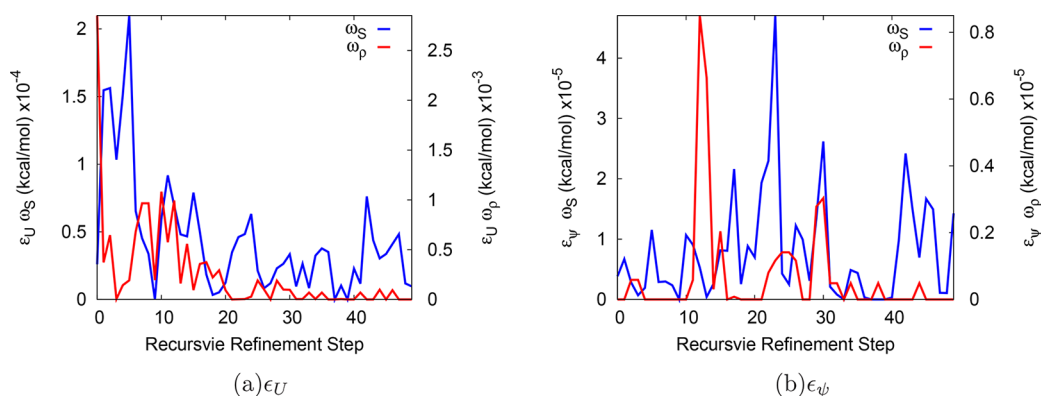 2
1.5
1
0.5
0
ε_U ω_S (kcal/mol) x10^-4
ω_S
ω_ρ
2.5
2
1.5
1
0.5
0
ε_U ω_ρ (kcal/mol) x10^-3
0 10 20 30 40
Recursvie Refinement Step
(a)ϵ_U
4
3
2
1
0
ε_ψ ω_S (kcal/mol) x10^-5
ω_S
ω_ρ
0.8
0.6
0.4
0.2
0
ε_ψ ω_ρ (kcal/mol) x10^-5
0 10 20 30 40
Recursvie Refinement Step
(b)ϵ_ψ